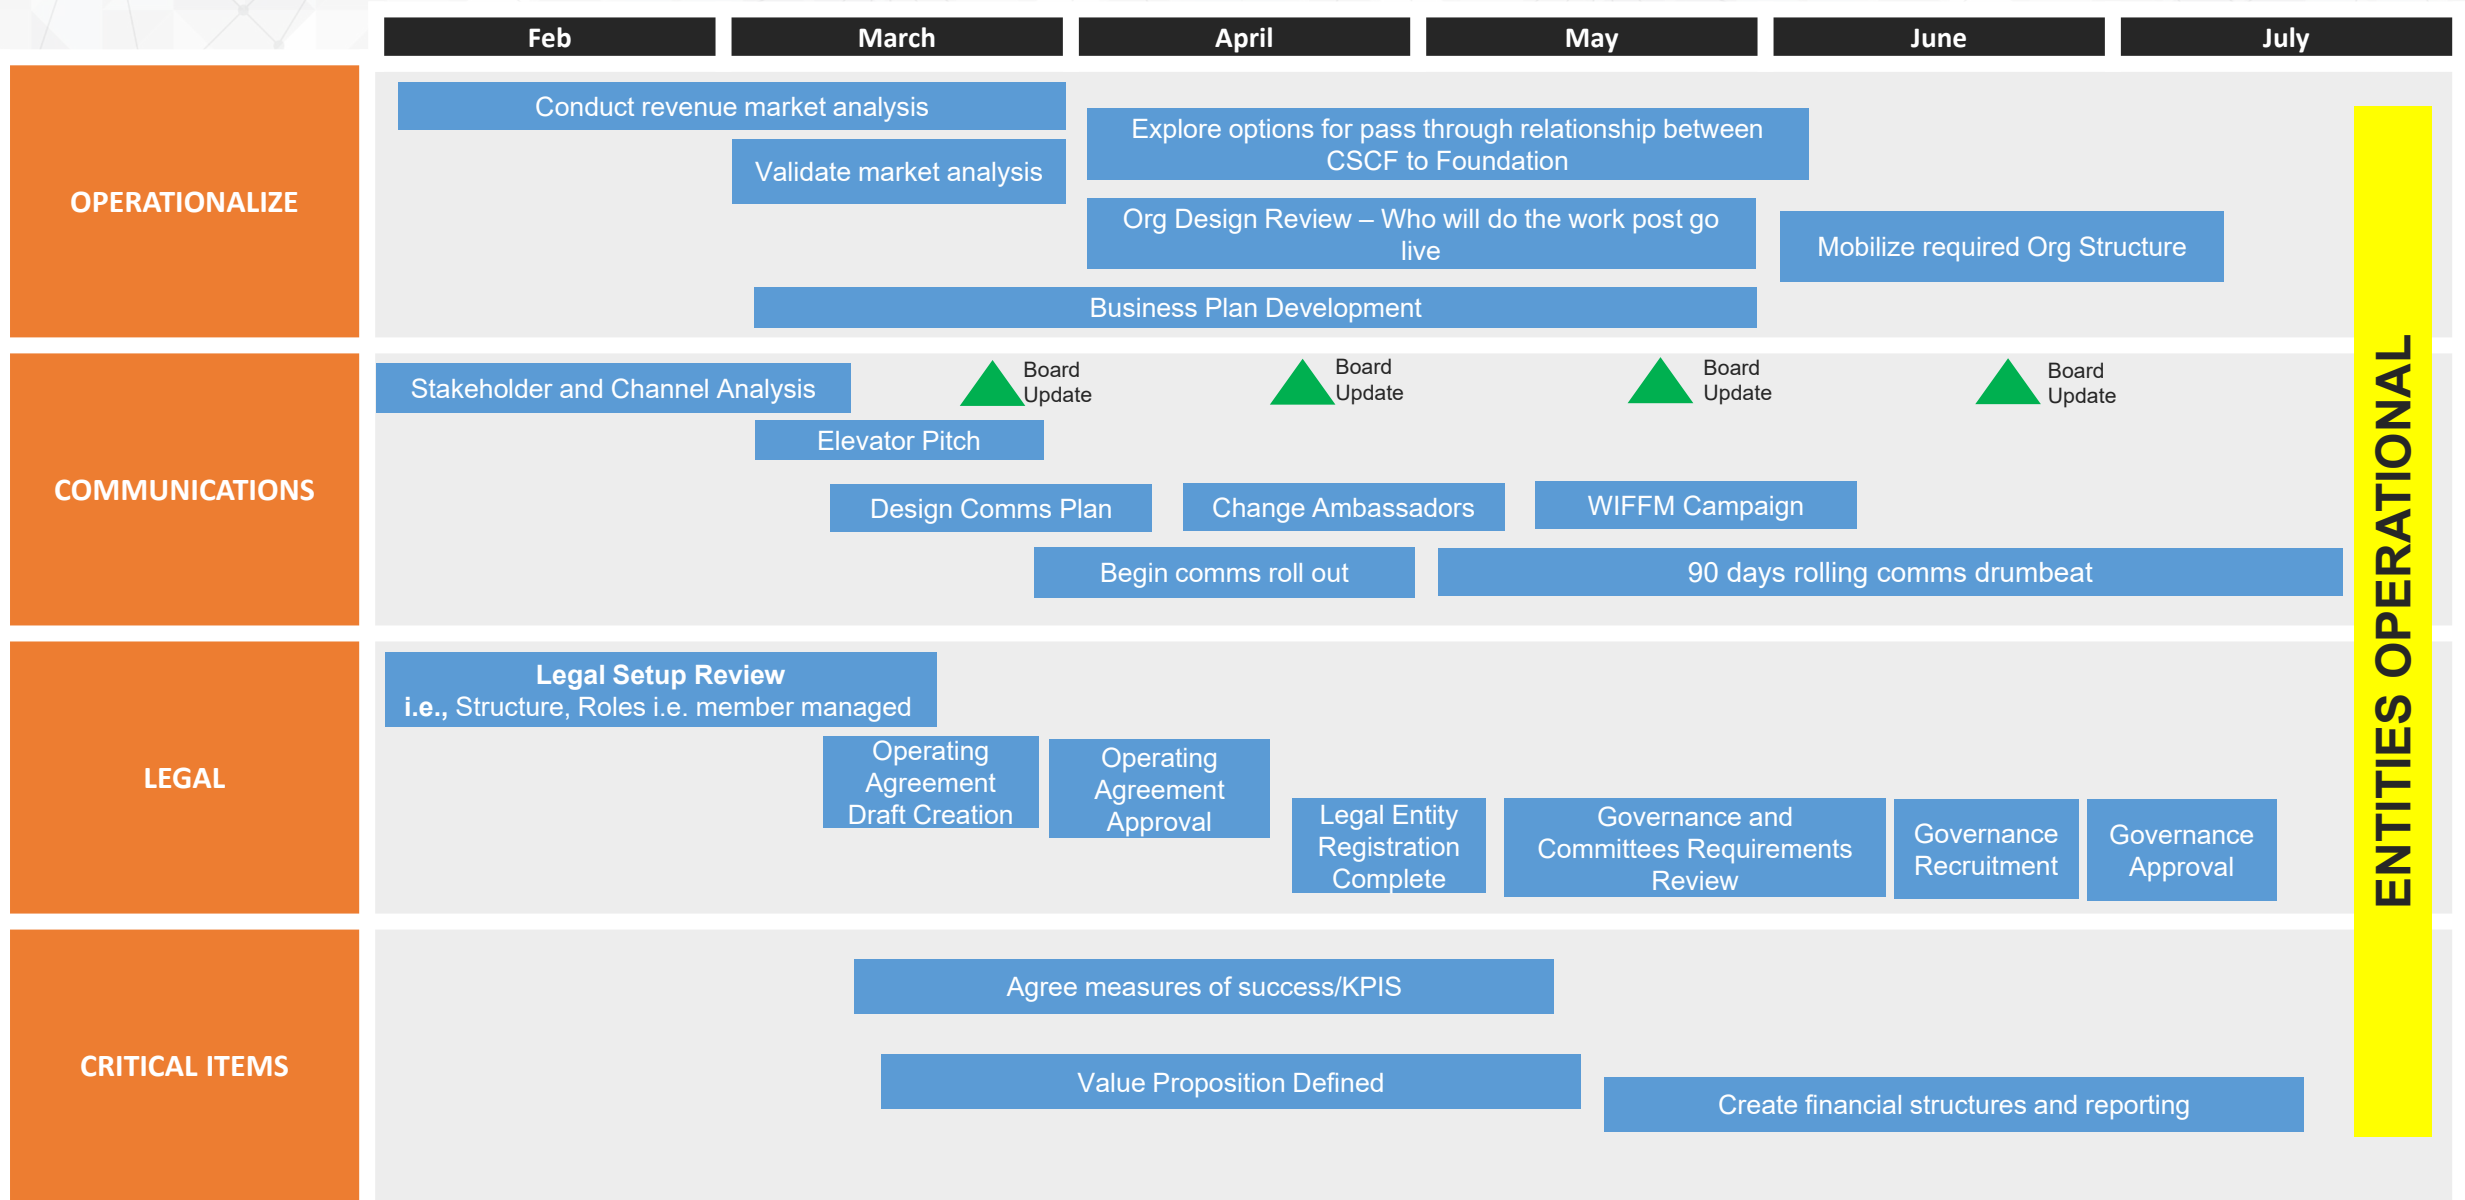 Feb
March
April
May
June
July
OPERATIONALIZE
Conduct revenue market analysis
Explore options for pass through relationship between
CSCF to Foundation
Validate market analysis
Org Design Review – Who will do the work post go
live
Mobilize required Org Structure
Business Plan Development
COMMUNICATIONS
Stakeholder and Channel Analysis
Board
Update
Board
Update
Board
Update
Board
Update
Elevator Pitch
Design Comms Plan
Change Ambassadors
WIFFM Campaign
Begin comms roll out
90 days rolling comms drumbeat
LEGAL
Legal Setup Review
i.e., Structure, Roles i.e. member managed
Operating
Agreement
Draft Creation
Operating
Agreement
Approval
Legal Entity
Registration
Complete
Governance and
Committees Requirements
Review
Governance
Recruitment
Governance
Approval
CRITICAL ITEMS
Agree measures of success/KPIS
Value Proposition Defined
Create financial structures and reporting
ENTITIES OPERATIONAL